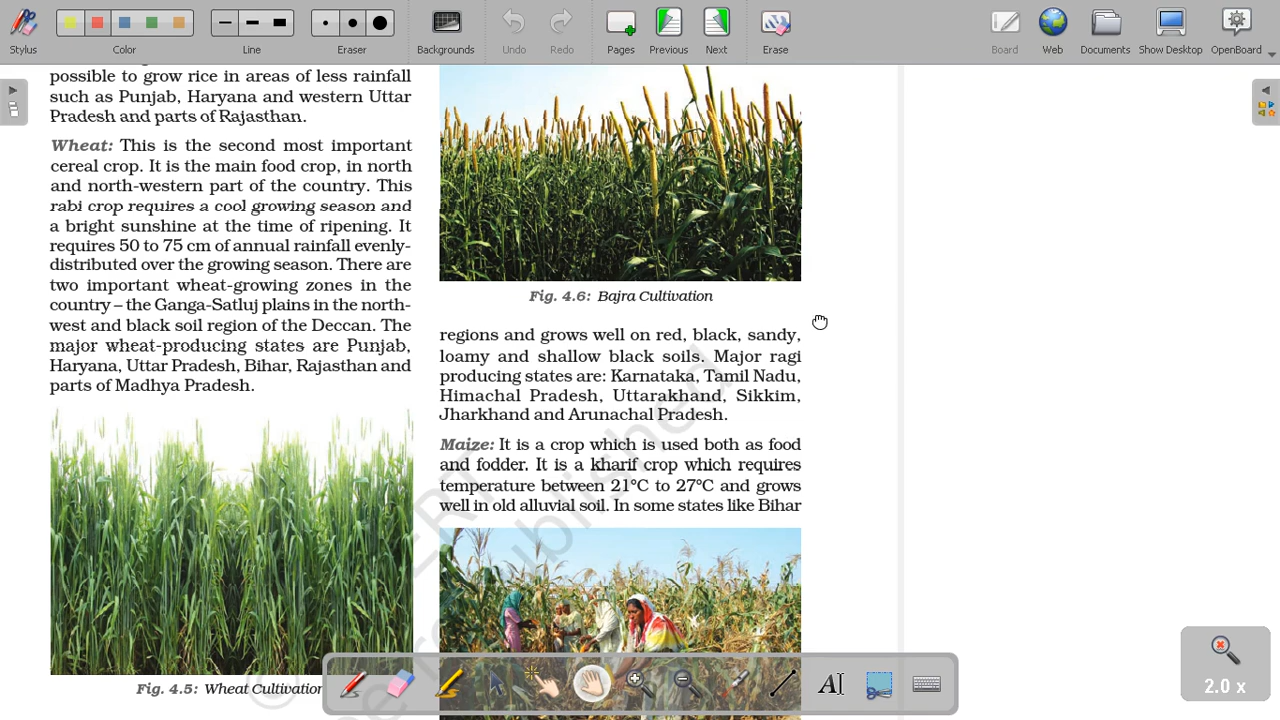 Stylus
Color
Line
Eraser
Backgrounds
Undo
Redo
Pages
Previous
Next
Erase
Board
Web
Documents
Show Desktop
OpenBoard
possible to grow rice in areas of less rainfall
such as Punjab, Haryana and western Uttar
Pradesh and parts of Rajasthan.
Wheat: This is the second most important
cereal crop. It is the main food crop, in north
and north-western part of the country. This
rabi crop requires a cool growing season and
a bright sunshine at the time of ripening. It
requires 50 to 75 cm of annual rainfall evenly-
distributed over the growing season. There are
two important wheat-growing zones in the
country – the Ganga-Satluj plains in the north-
west and black soil region of the Deccan. The
major wheat-producing states are Punjab,
Haryana, Uttar Pradesh, Bihar, Rajasthan and
parts of Madhya Pradesh.
Fig. 4.5: Wheat Cultivation
Fig. 4.6: Bajra Cultivation
regions and grows well on red, black, sandy,
loamy and shallow black soils. Major ragi
producing states are: Karnataka, Tamil Nadu,
Himachal Pradesh, Uttarakhand, Sikkim,
Jharkhand and Arunachal Pradesh.
Maize: It is a crop which is used both as food
and fodder. It is a kharif crop which requires
temperature between 21°C to 27°C and grows
well in old alluvial soil. In some states like Bihar
AI
2.0 x